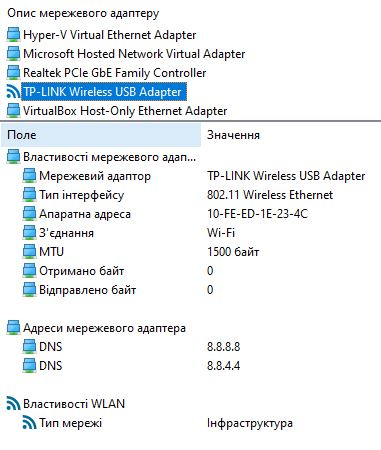 Опис мережевого адаптеру
Hyper-V Virtual Ethernet Adapter
Microsoft Hosted Network Virtual Adapter
Realtek PCIe GbE Family Controller
TP-LINK Wireless USB Adapter
VirtualBox Host-Only Ethernet Adapter
Поле Значення
Властивості мережевого адап...
Мережевий адаптор TP-LINK Wireless USB Adapter
Тип інтерфейсу 802.11 Wireless Ethernet
Апаратна адреса 10-FE-ED-1E-23-4C
З'єднання Wi-Fi
MTU 1500 байт
Отримано байт 0
Відправлено байт 0
Адреси мережевого адаптера
DNS 8.8.8.8
DNS 8.8.4.4
Властивості WLAN
Тип мережі Інфраструктура